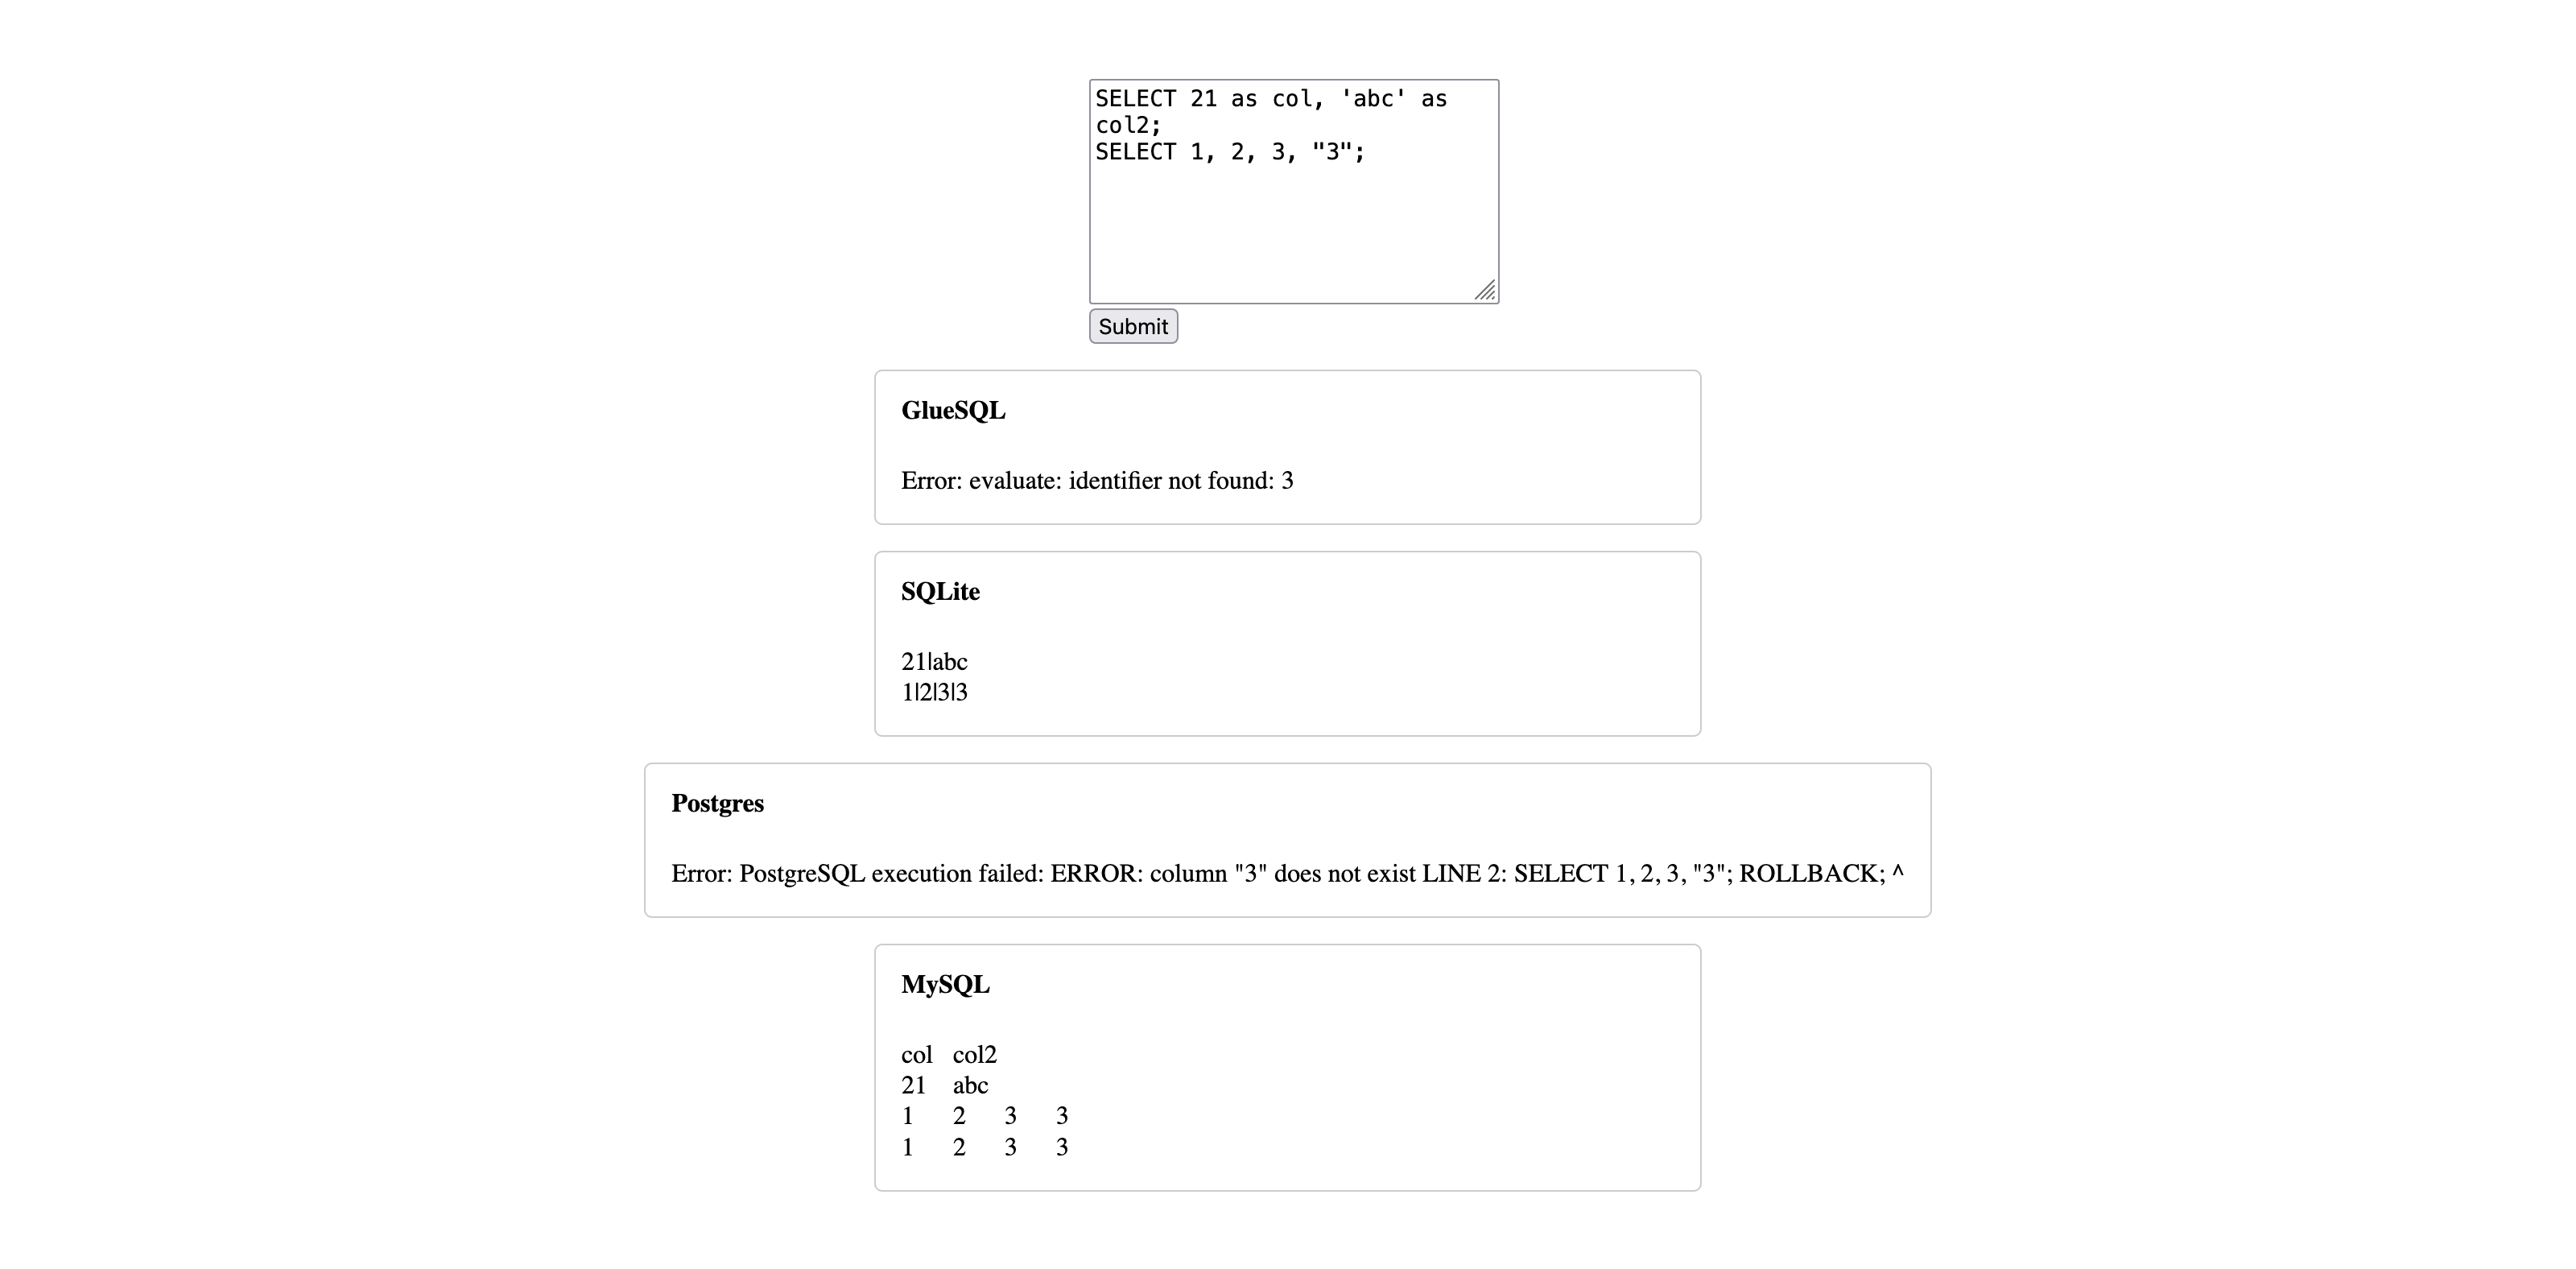 SELECT 21 as col, 'abc' as
col2;
SELECT 1, 2, 3, "3";
Submit
GlueSQL
Error: evaluate: identifier not found: 3
SQLite
21|abc
1|2|3|3
Postgres
Error: PostgreSQL execution failed: ERROR: column "3" does not exist LINE 2: SELECT 1, 2, 3, "3"; ROLLBACK; ^
MySQL
col col2
21 abc
1 2 3 3
1 2 3 3